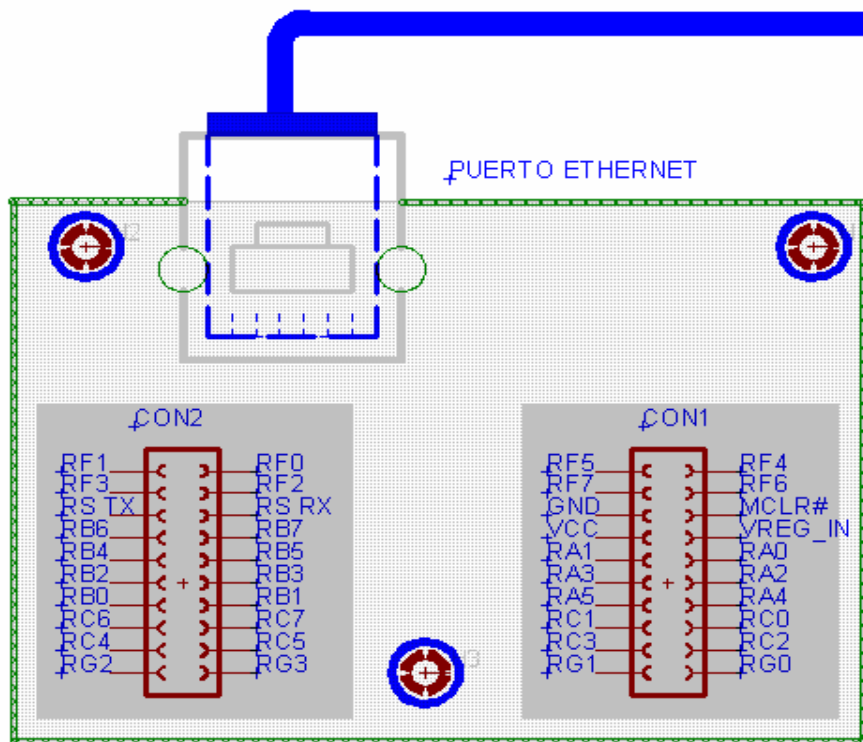 PUERTO ETHERNET
CON2
RF1 RF0
RF3 RF2
RS TX RS RX
RB6 RB7
RB4 RB5
RB2 RB3
RB0 RB1
RC6 RC7
RC4 RC5
RG2 RG3
CON1
RF5 RF4
RF7 RF6
GND MCLR#
VCC VREG_IN
RA1 RA0
RA3 RA2
RA5 RA4
RC1 RC0
RC3 RC2
RG1 RG0